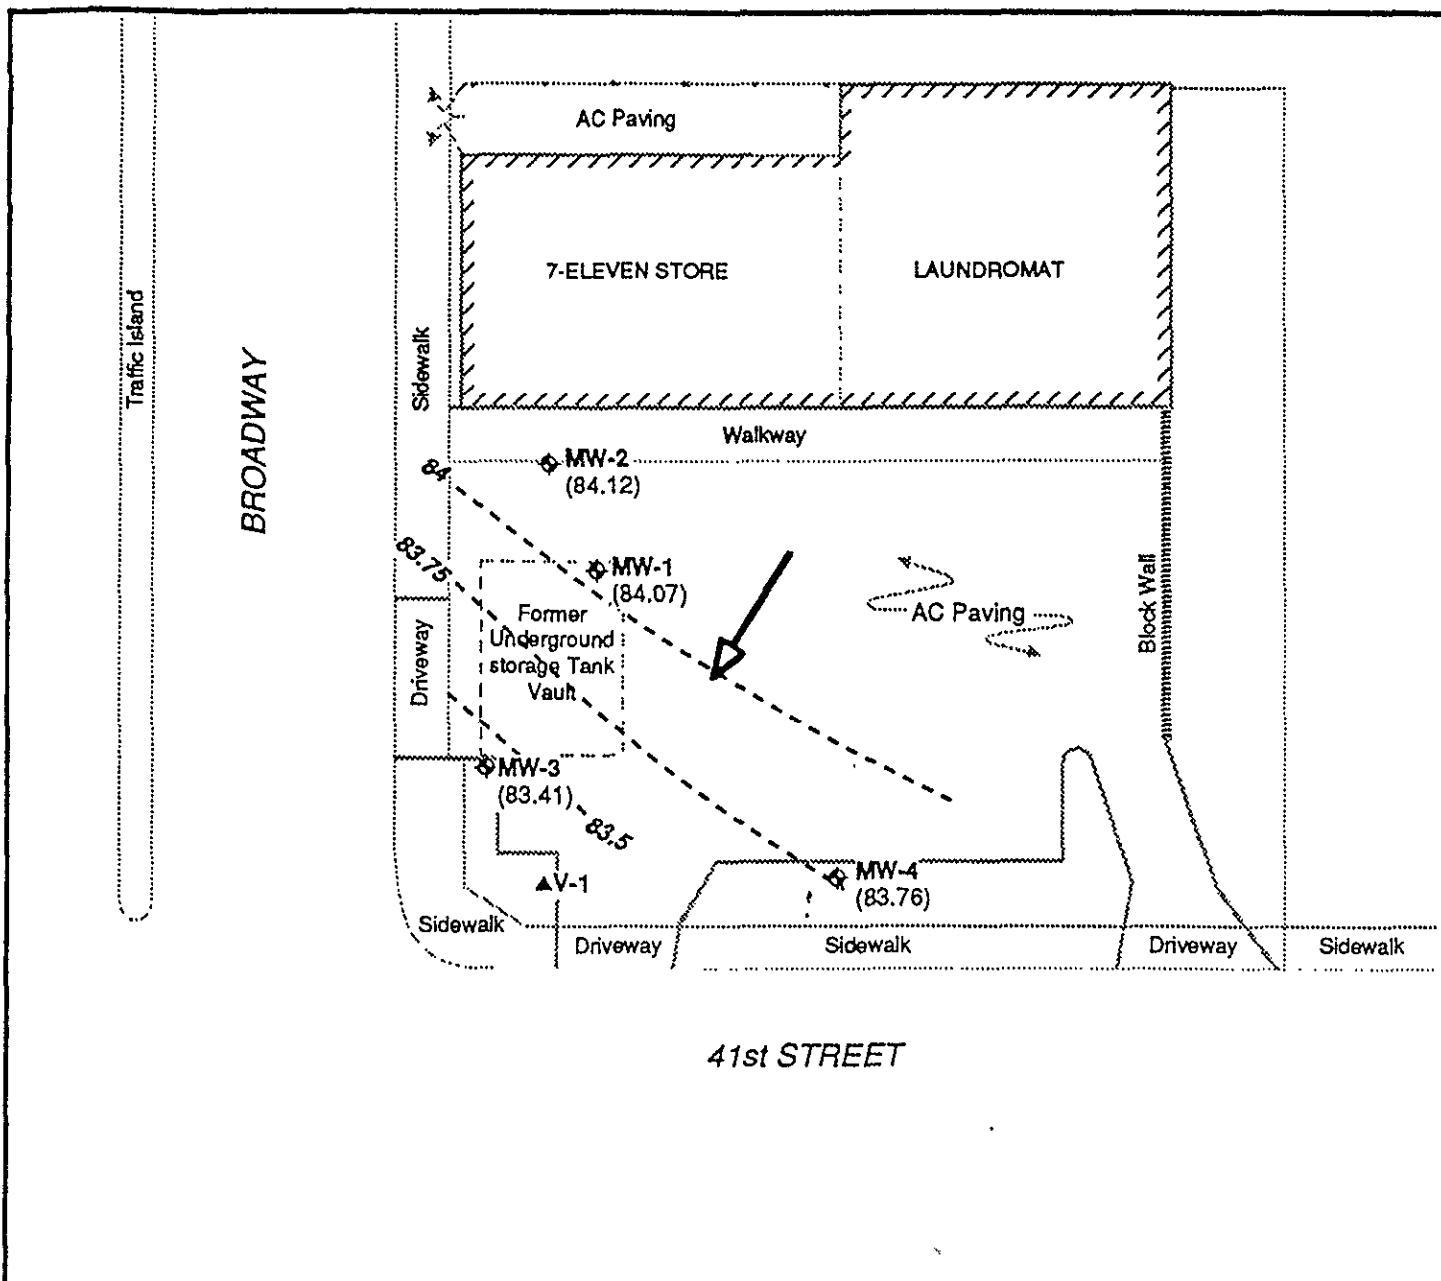 AC Paving
7-ELEVEN STORE
LAUNDROMAT
Traffic Island
BROADWAY
Sidewalk
Walkway
84
MW-2
(84.12)
83.75
MW-1
(84.07)
Former
Underground
storage Tank
Vault
AC Paving
Block Wall
Driveway
MW-3
(83.41)
83.5
V-1
MW-4
(83.76)
Sidewalk
Driveway
Sidewalk
Driveway
Sidewalk
41st STREET